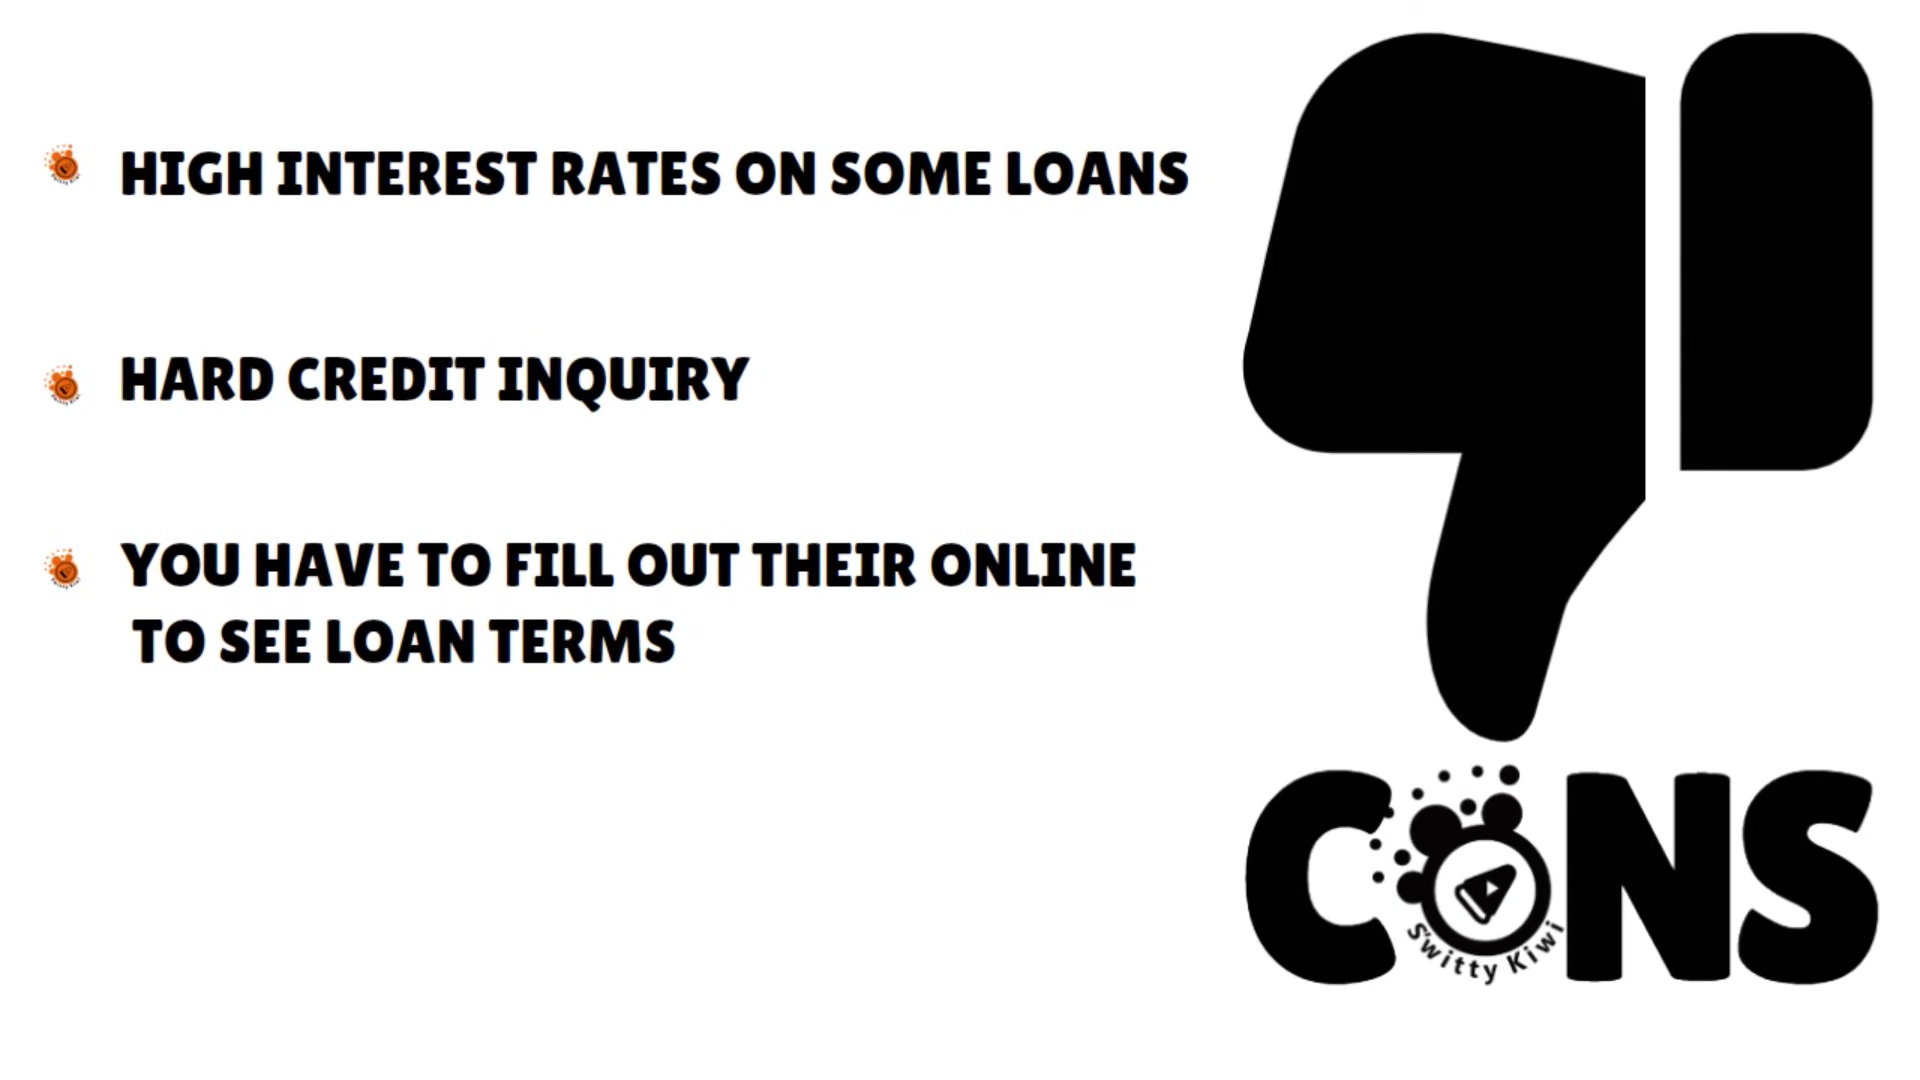 HIGH INTEREST RATES ON SOME LOANS
HARD CREDIT INQUIRY
YOU HAVE TO FILL OUT THEIR ONLINE
TO SEE LOAN TERMS
CONS
Switty Kiwi